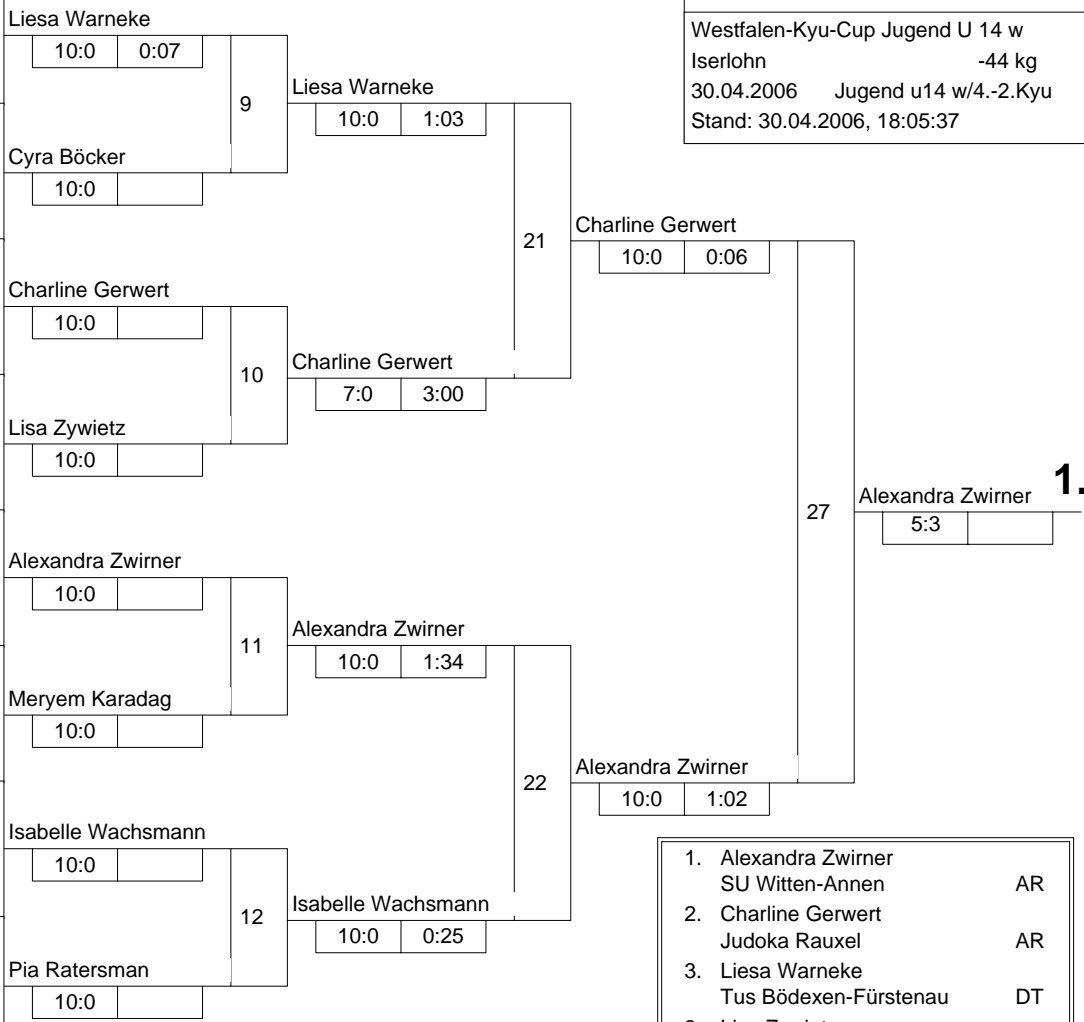 Liesa Warneke
10:0 0:07
9
Cyra Böcker
10:0
Charline Gerwert
10:0
10
Lisa Zywietz
10:0
Alexandra Zwirner
10:0
11
Meryem Karadag
10:0
Isabelle Wachsmann
10:0
12
Pia Ratersman
10:0
Liesa Warneke
10:0 1:03
21
Charline Gerwert
7:0 3:00
Alexandra Zwirner
10:0 1:34
22
Isabelle Wachsmann
10:0 0:25
Charline Gerwert
10:0 0:06
27
Alexandra Zwirner
10:0 1:02
Alexandra Zwirner 1.
5:3
Westfalen-Kyu-Cup Jugend U 14 w
Iserlohn -44 kg
30.04.2006 Jugend u14 w/4.-2.Kyu
Stand: 30.04.2006, 18:05:37
1. Alexandra Zwirner
SU Witten-Annen AR
2. Charline Gerwert
Judoka Rauxel AR
3. Liesa Warneke
Tus Bödexen-Fürstenau DT